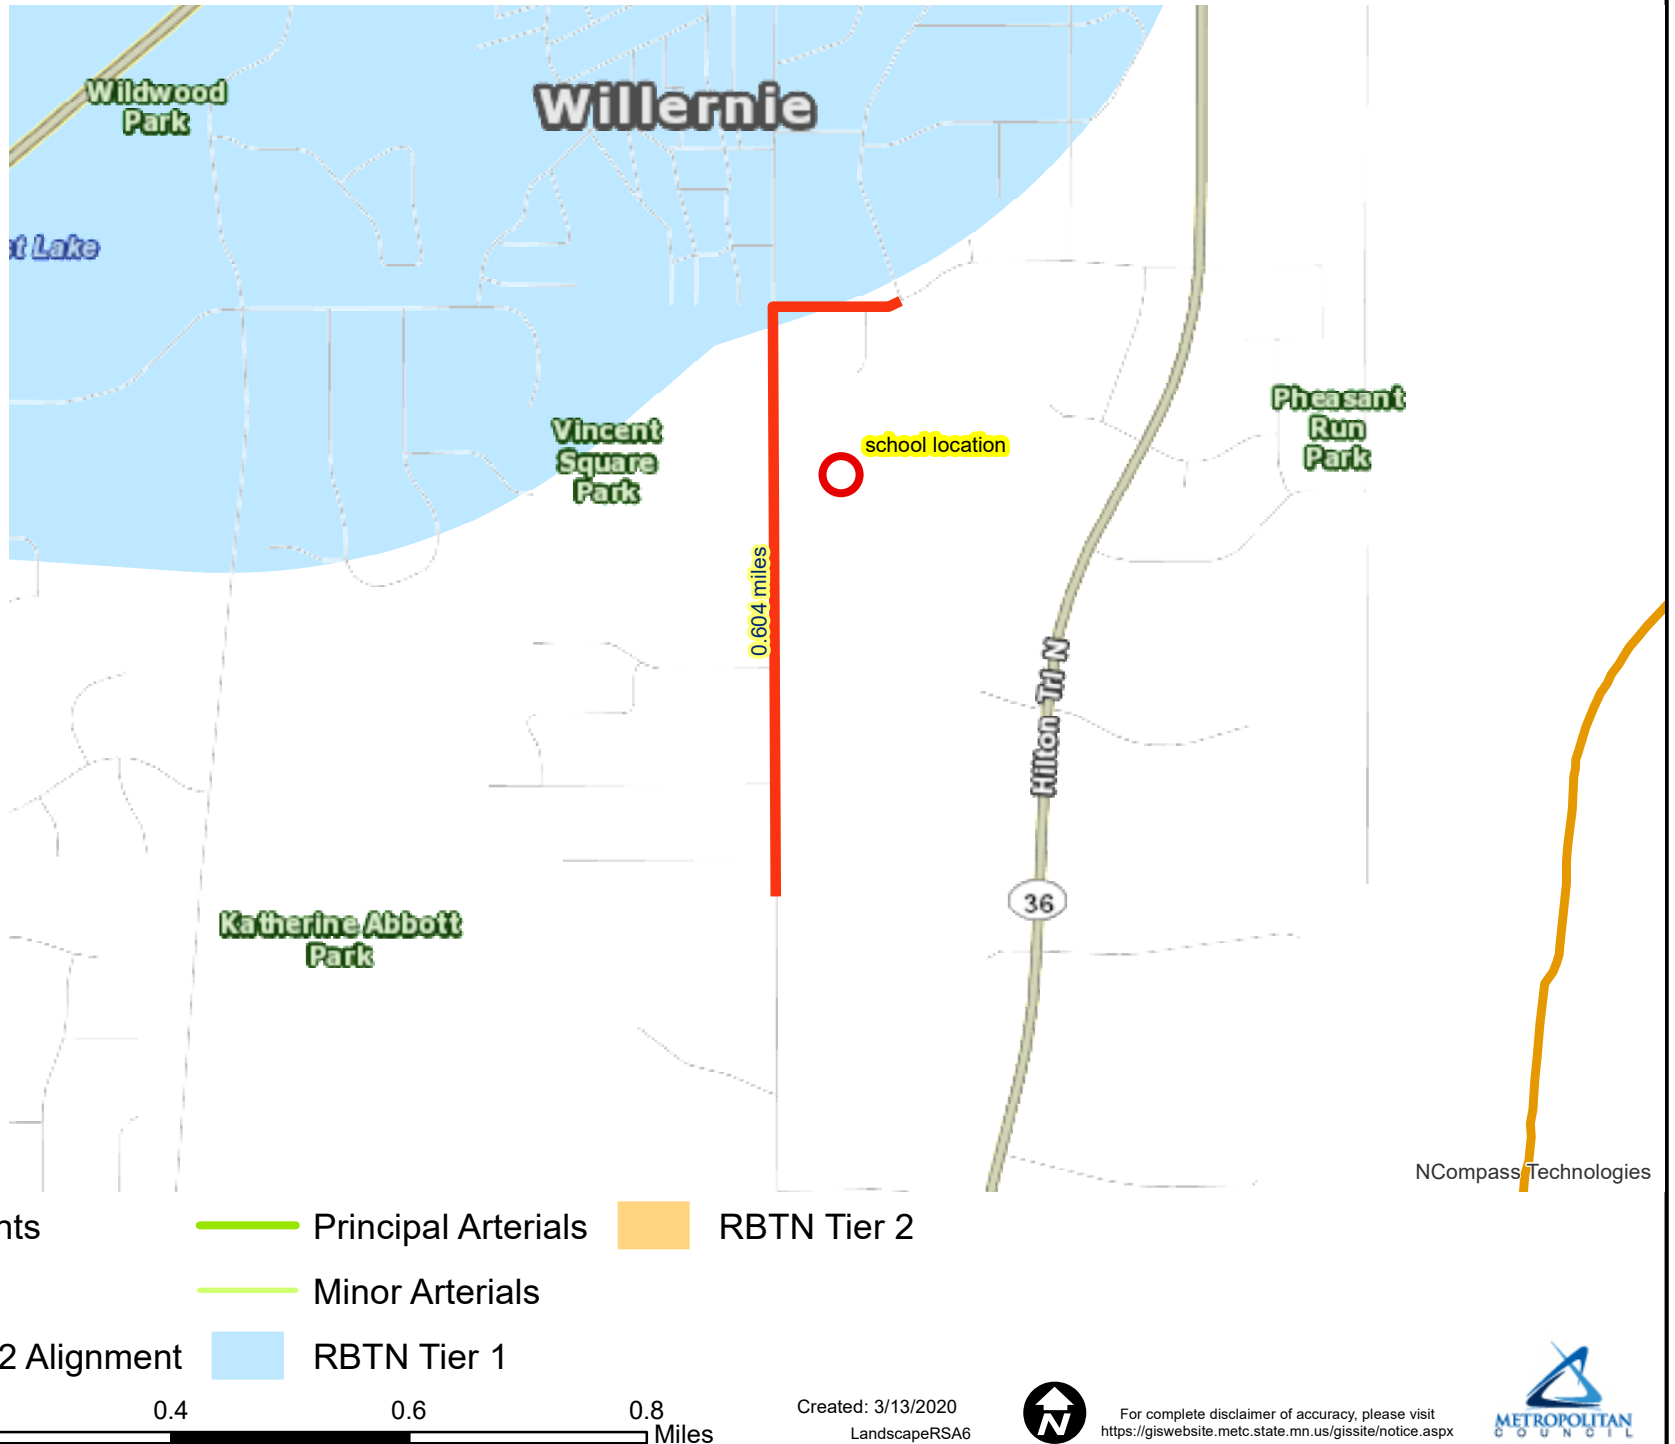 Wildwood
Park
Willernie
t Lake
Vincent
Square
Park
school location
Pheasant
Run
Park
0.604 miles
Hilton Trl N
36
Katherine Abbott
Park
NCompass Technologies
nts
Principal Arterials
RBTN Tier 2
Minor Arterials
2 Alignment
RBTN Tier 1
0.4
0.6
0.8
Miles
Created: 3/13/2020
LandscapeRSA6
N
For complete disclaimer of accuracy, please visit
https://giswebsite.metc.state.mn.us/gissite/notice.aspx
METROPOLITAN
COUNCIL